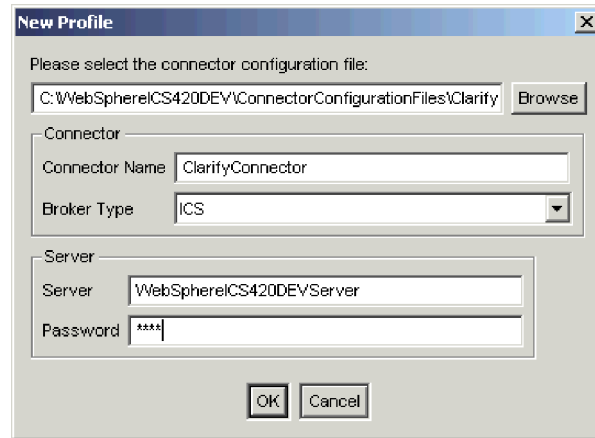 New Profile
Please select the connector configuration file:
C:\WebSphereICS420DEV\ConnectorConfigurationFiles\Clarify
Browse
Connector
Connector Name ClarifyConnector
Broker Type ICS
Server
Server WebSphereICS420DEVServer
Password ****
OK Cancel